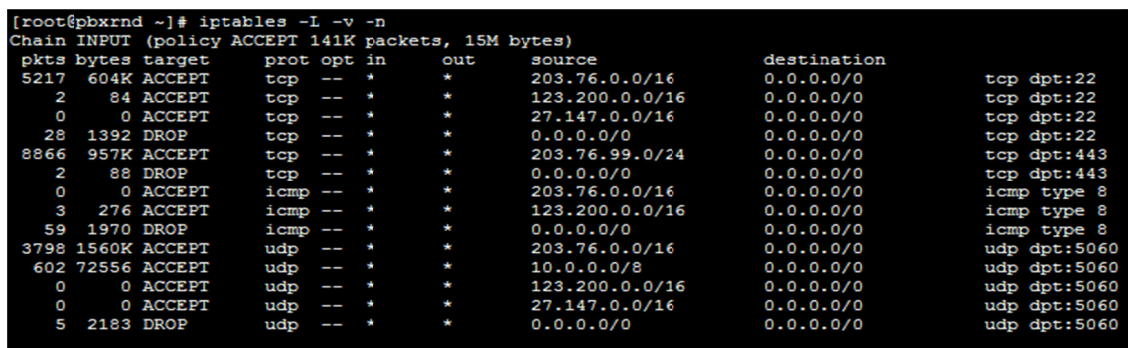 [root@pbxrnd ~]# iptables -L -v -n
Chain INPUT (policy ACCEPT 141K packets, 15M bytes)
pkts bytes target prot opt in out source destination
5217 604K ACCEPT tcp -- * * 203.76.0.0/16 0.0.0.0/0 tcp dpt:22
2 84 ACCEPT tcp -- * * 123.200.0.0/16 0.0.0.0/0 tcp dpt:22
0 0 ACCEPT tcp -- * * 27.147.0.0/16 0.0.0.0/0 tcp dpt:22
28 1392 DROP tcp -- * * 0.0.0.0/0 0.0.0.0/0 tcp dpt:22
8866 957K ACCEPT tcp -- * * 203.76.99.0/24 0.0.0.0/0 tcp dpt:443
2 88 DROP tcp -- * * 0.0.0.0/0 0.0.0.0/0 tcp dpt:443
0 0 ACCEPT icmp -- * * 203.76.0.0/16 0.0.0.0/0 icmp type 8
3 276 ACCEPT icmp -- * * 123.200.0.0/16 0.0.0.0/0 icmp type 8
59 1970 DROP icmp -- * * 0.0.0.0/0 0.0.0.0/0 icmp type 8
3798 1560K ACCEPT udp -- * * 203.76.0.0/16 0.0.0.0/0 udp dpt:5060
602 72556 ACCEPT udp -- * * 10.0.0.0/8 0.0.0.0/0 udp dpt:5060
0 0 ACCEPT udp -- * * 123.200.0.0/16 0.0.0.0/0 udp dpt:5060
0 0 ACCEPT udp -- * * 27.147.0.0/16 0.0.0.0/0 udp dpt:5060
5 2183 DROP udp -- * * 0.0.0.0/0 0.0.0.0/0 udp dpt:5060